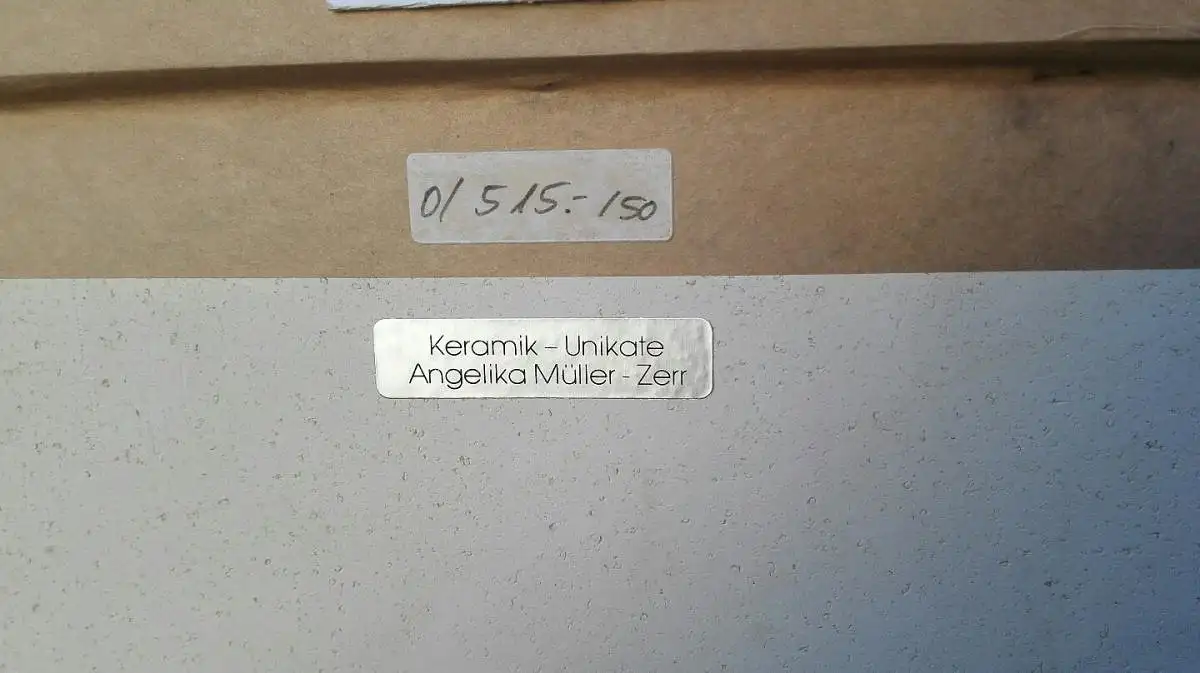 0/ 515.- 150
Keramik – Unikate
Angelika Müller - Zerr